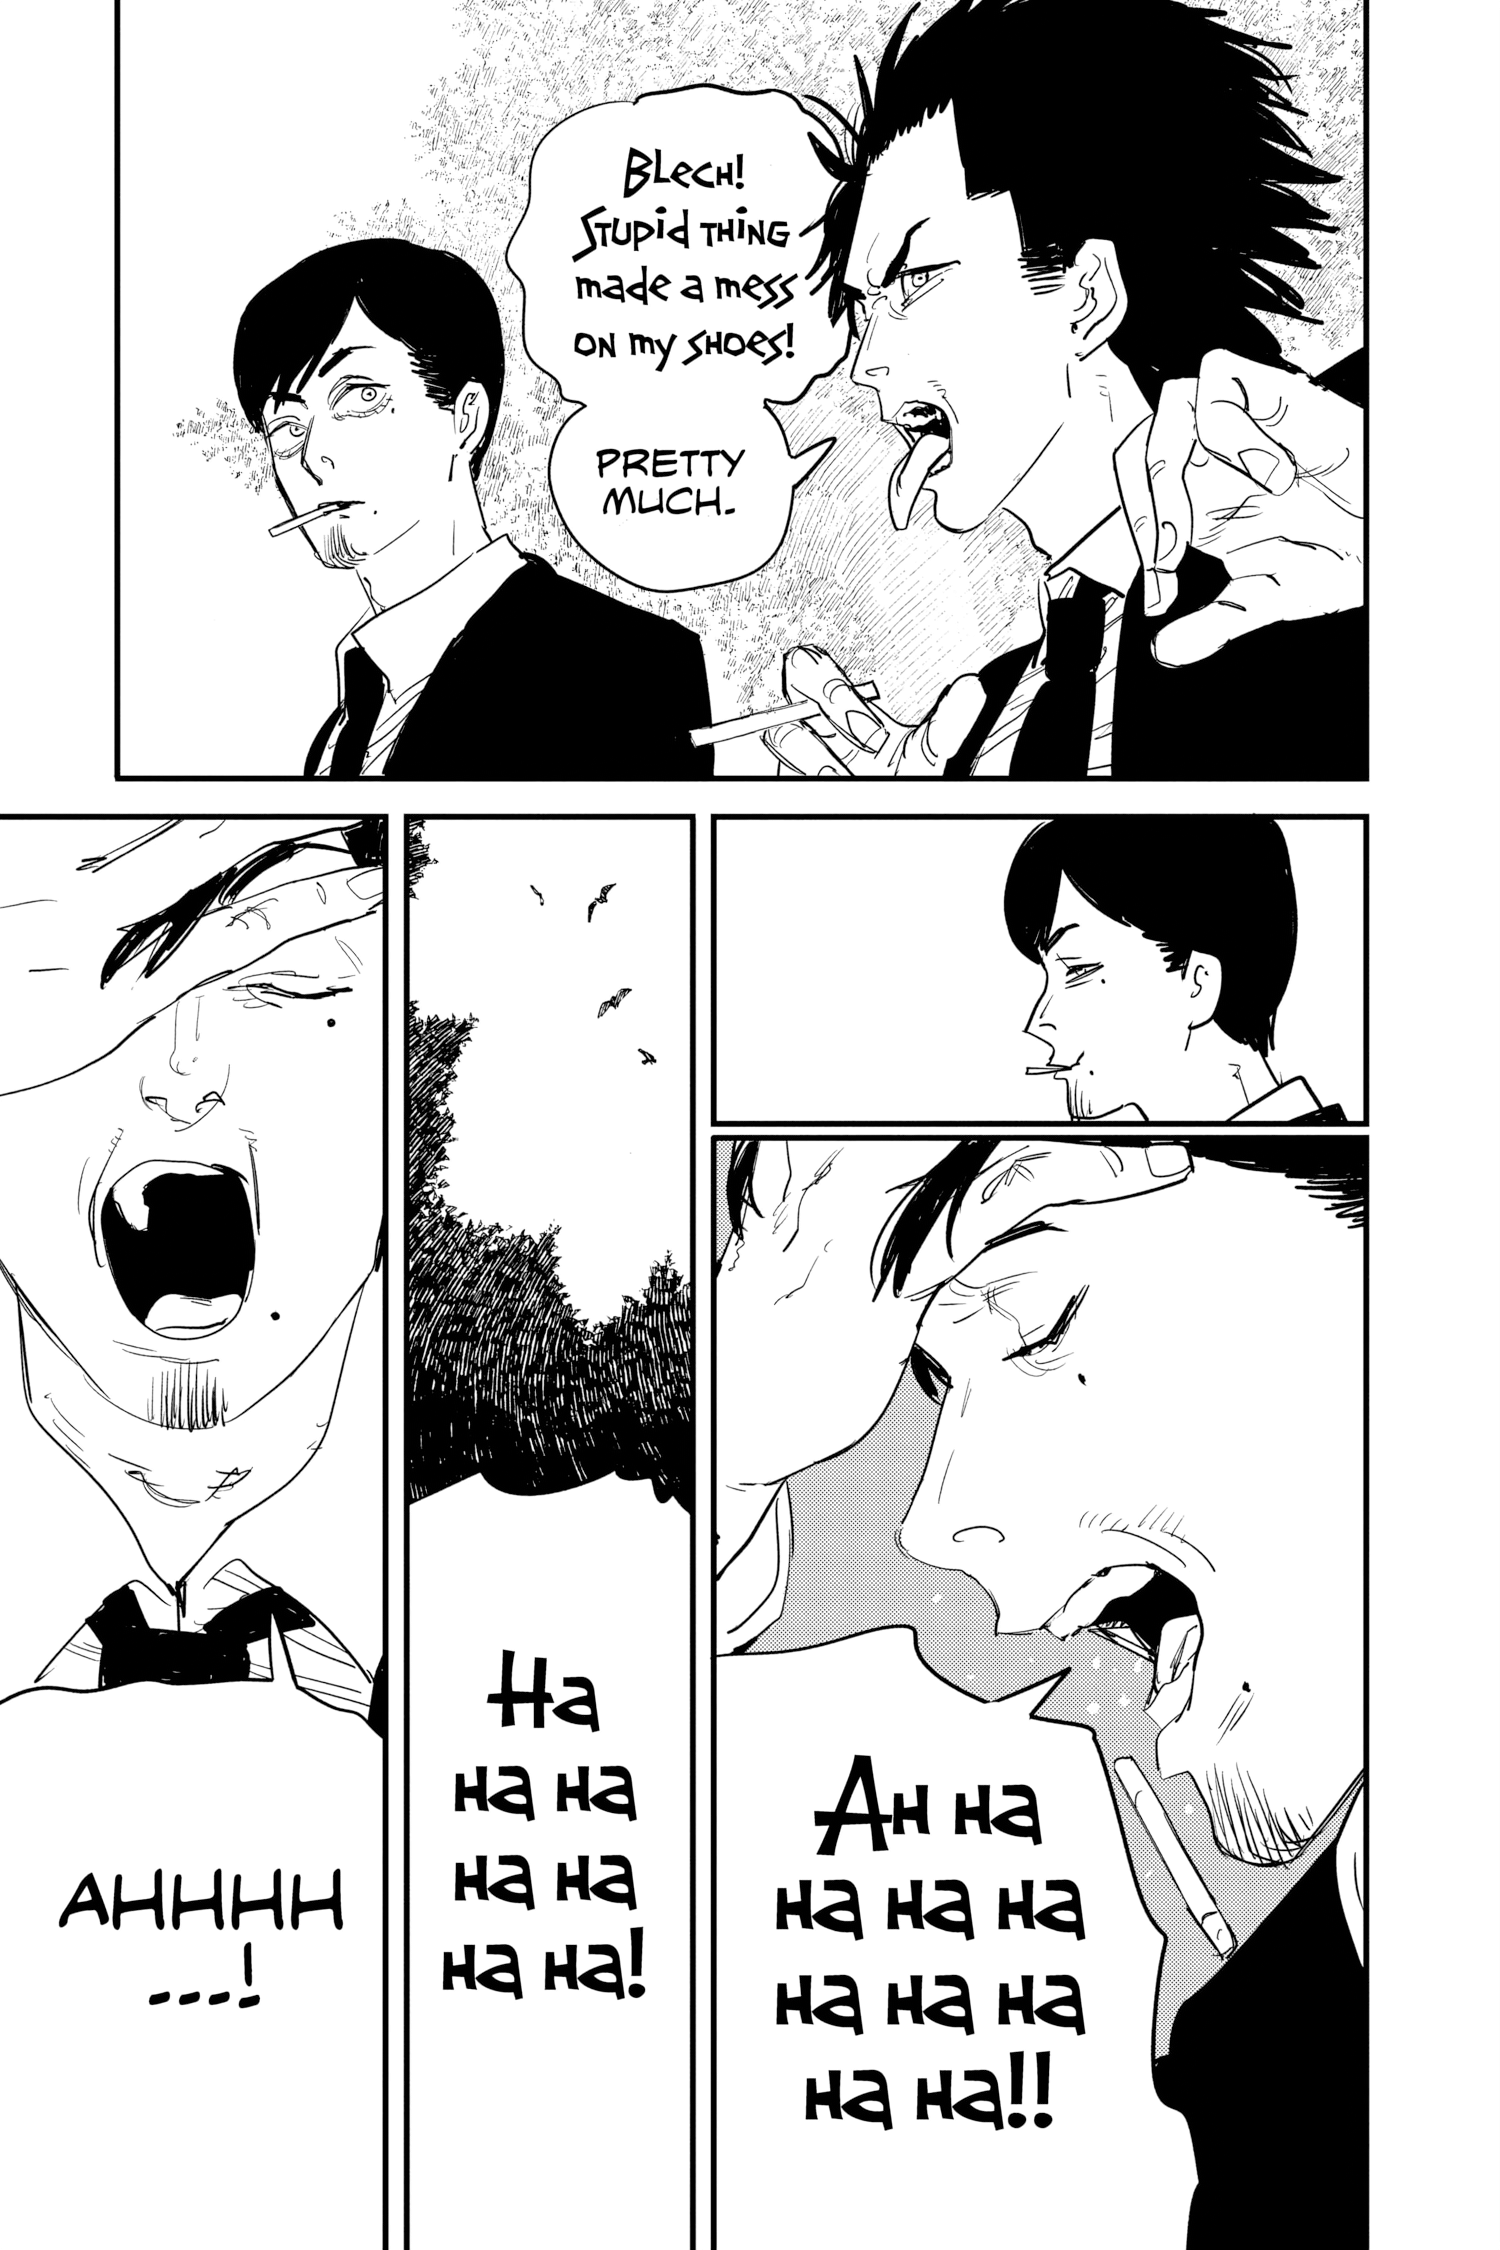 Blech!
Stupid thing
made a mess
on my shoes!
PRETTY
MUCH.
Ah ha
ha ha ha
ha ha ha
ha ha!!
Ha
ha ha
ha ha
ha ha!
AHHHH
---!